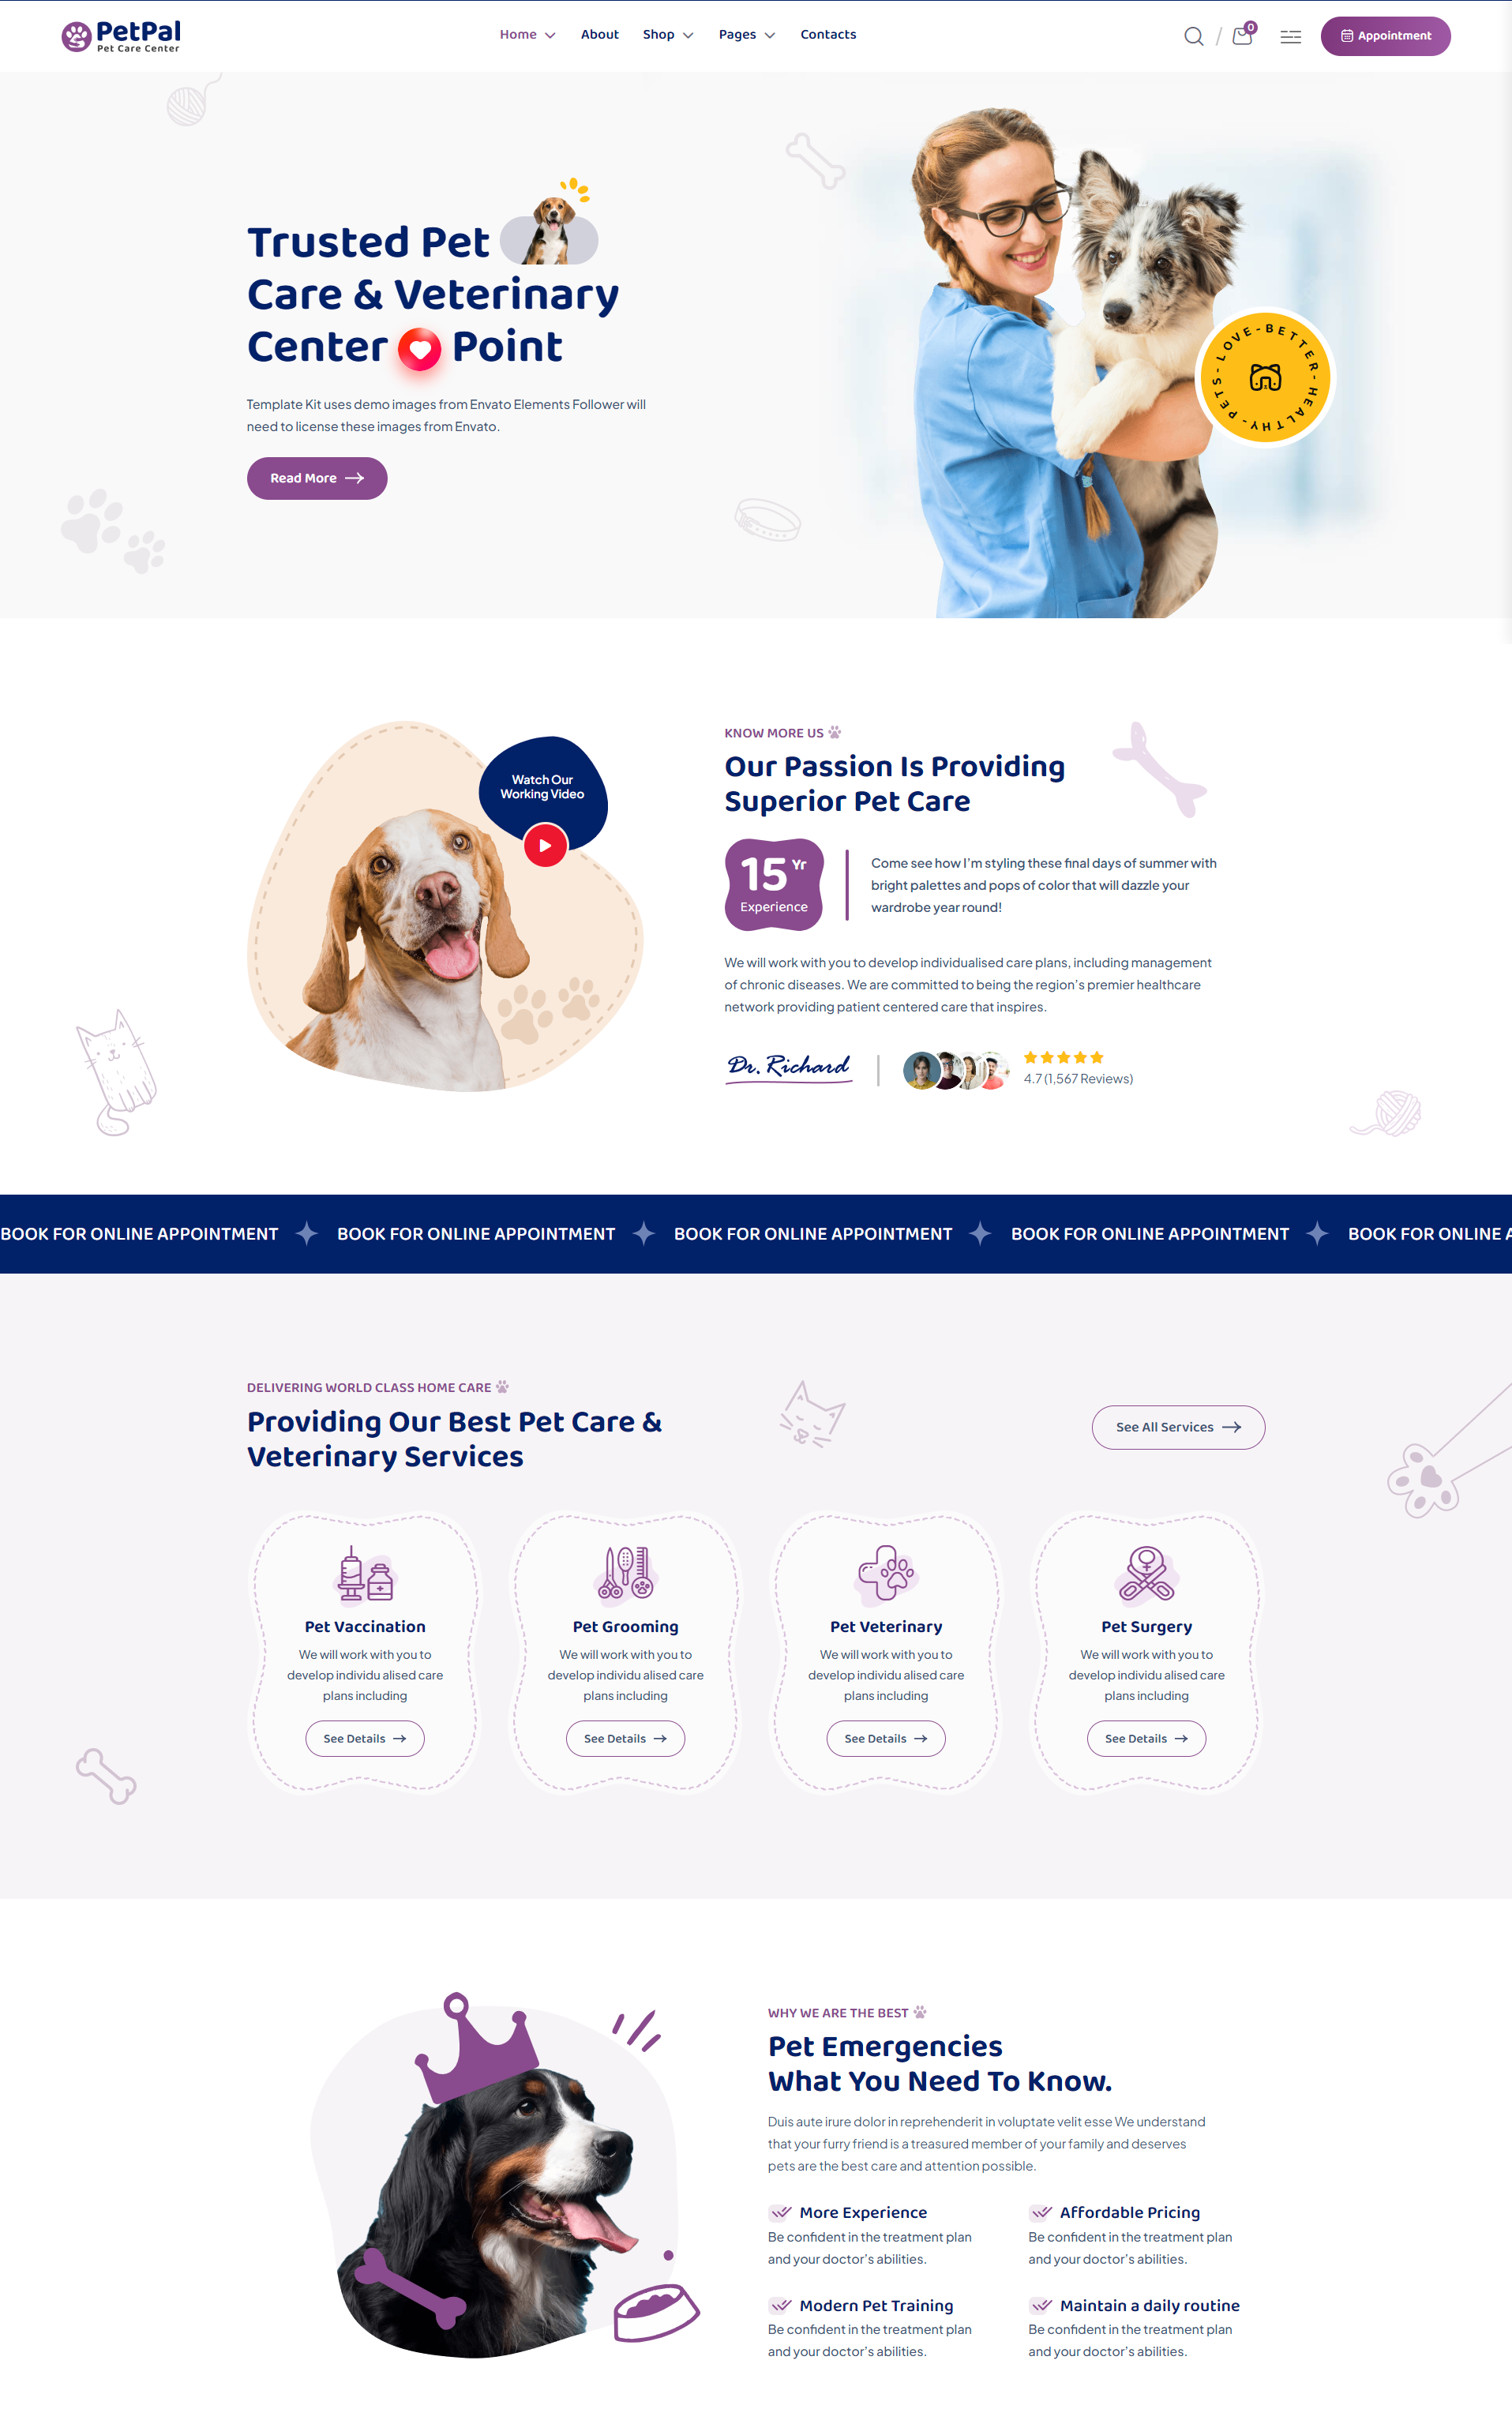 PetPal
Pet Care Center
Home
About
Shop
Pages
Contacts
/
0
Appointment
Trusted Pet
Care & Veterinary
Center Point
Template Kit uses demo images from Envato Elements Follower will
need to license these images from Envato.
Read More
LOVE - BETTER - HEALTHY - PETS -
Watch Our
Working Video
KNOW MORE US
Our Passion Is Providing
Superior Pet Care
15 Yr
Experience
Come see how I'm styling these final days of summer with
bright palettes and pops of color that will dazzle your
wardrobe year round!
We will work with you to develop individualised care plans, including management
of chronic diseases. We are committed to being the region's premier healthcare
network providing patient centered care that inspires.
Dr. Richard
4.7 (1,567 Reviews)
BOOK FOR ONLINE APPOINTMENT BOOK FOR ONLINE APPOINTMENT BOOK FOR ONLINE APPOINTMENT BOOK FOR ONLINE APPOINTMENT BOOK FOR ONLINE A
DELIVERING WORLD CLASS HOME CARE
Providing Our Best Pet Care &
Veterinary Services
See All Services
Pet Vaccination
We will work with you to
develop individu alised care
plans including
See Details
Pet Grooming
We will work with you to
develop individu alised care
plans including
See Details
Pet Veterinary
We will work with you to
develop individu alised care
plans including
See Details
Pet Surgery
We will work with you to
develop individu alised care
plans including
See Details
WHY WE ARE THE BEST
Pet Emergencies
What You Need To Know.
Duis aute irure dolor in reprehenderit in voluptate velit esse We understand
that your furry friend is a treasured member of your family and deserves
pets are the best care and attention possible.
More Experience
Be confident in the treatment plan
and your doctor's abilities.
Affordable Pricing
Be confident in the treatment plan
and your doctor's abilities.
Modern Pet Training
Be confident in the treatment plan
and your doctor's abilities.
Maintain a daily routine
Be confident in the treatment plan
and your doctor's abilities.